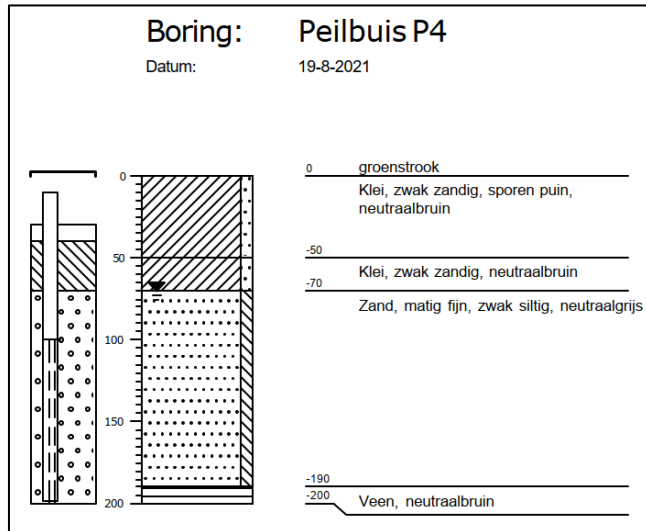 Boring: Peilbuis P4
Datum: 19-8-2021
0
0 groenstrook
Klei, zwak zandig, sporen puin,
neutraalbruin
50
-50
Klei, zwak zandig, neutraalbruin
-70
Zand, matig fijn, zwak siltig, neutraalgrijs
100
150
-190
200
-200 Veen, neutraalbruin